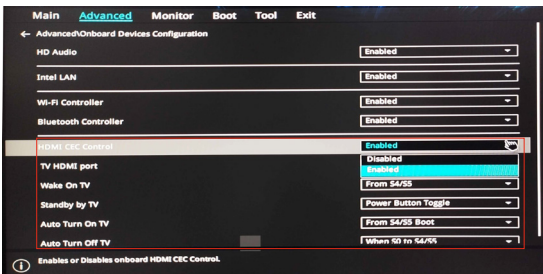 Main Advanced Monitor Boot Tool Exit
← Advanced\Onboard Devices Configuration
HD Audio Enabled
Intel LAN Enabled
Wi-Fi Controller Enabled
Bluetooth Controller Enabled
HDMI CEC Control Enabled
Disabled
TV HDMI port Enabled
Wake On TV From S4/S5
Standby by TV Power Button Toggle
Auto Turn On TV From S4/S5 Boot
Auto Turn Off TV When S0 to S4/S5
Enables or Disables onboard HDMI CEC Control.